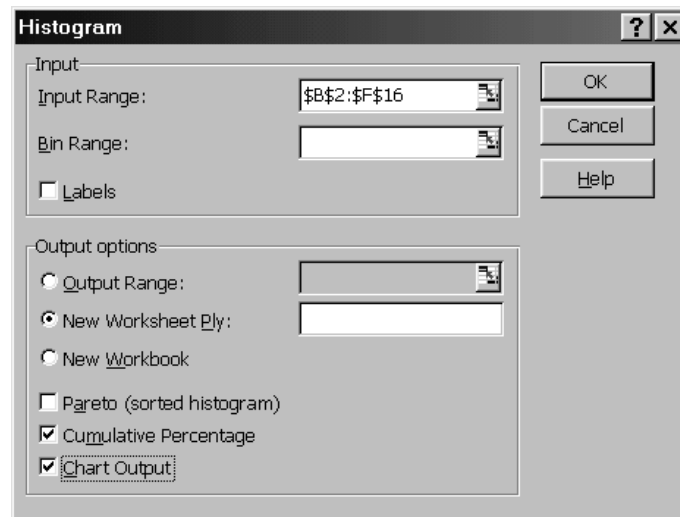 Histogram
Input
Input Range: $B$2:$F$16
Bin Range:
Labels
OK
Cancel
Help
Output options
Output Range:
New Worksheet Ply:
New Workbook
Pareto (sorted histogram)
Cumulative Percentage
Chart Output